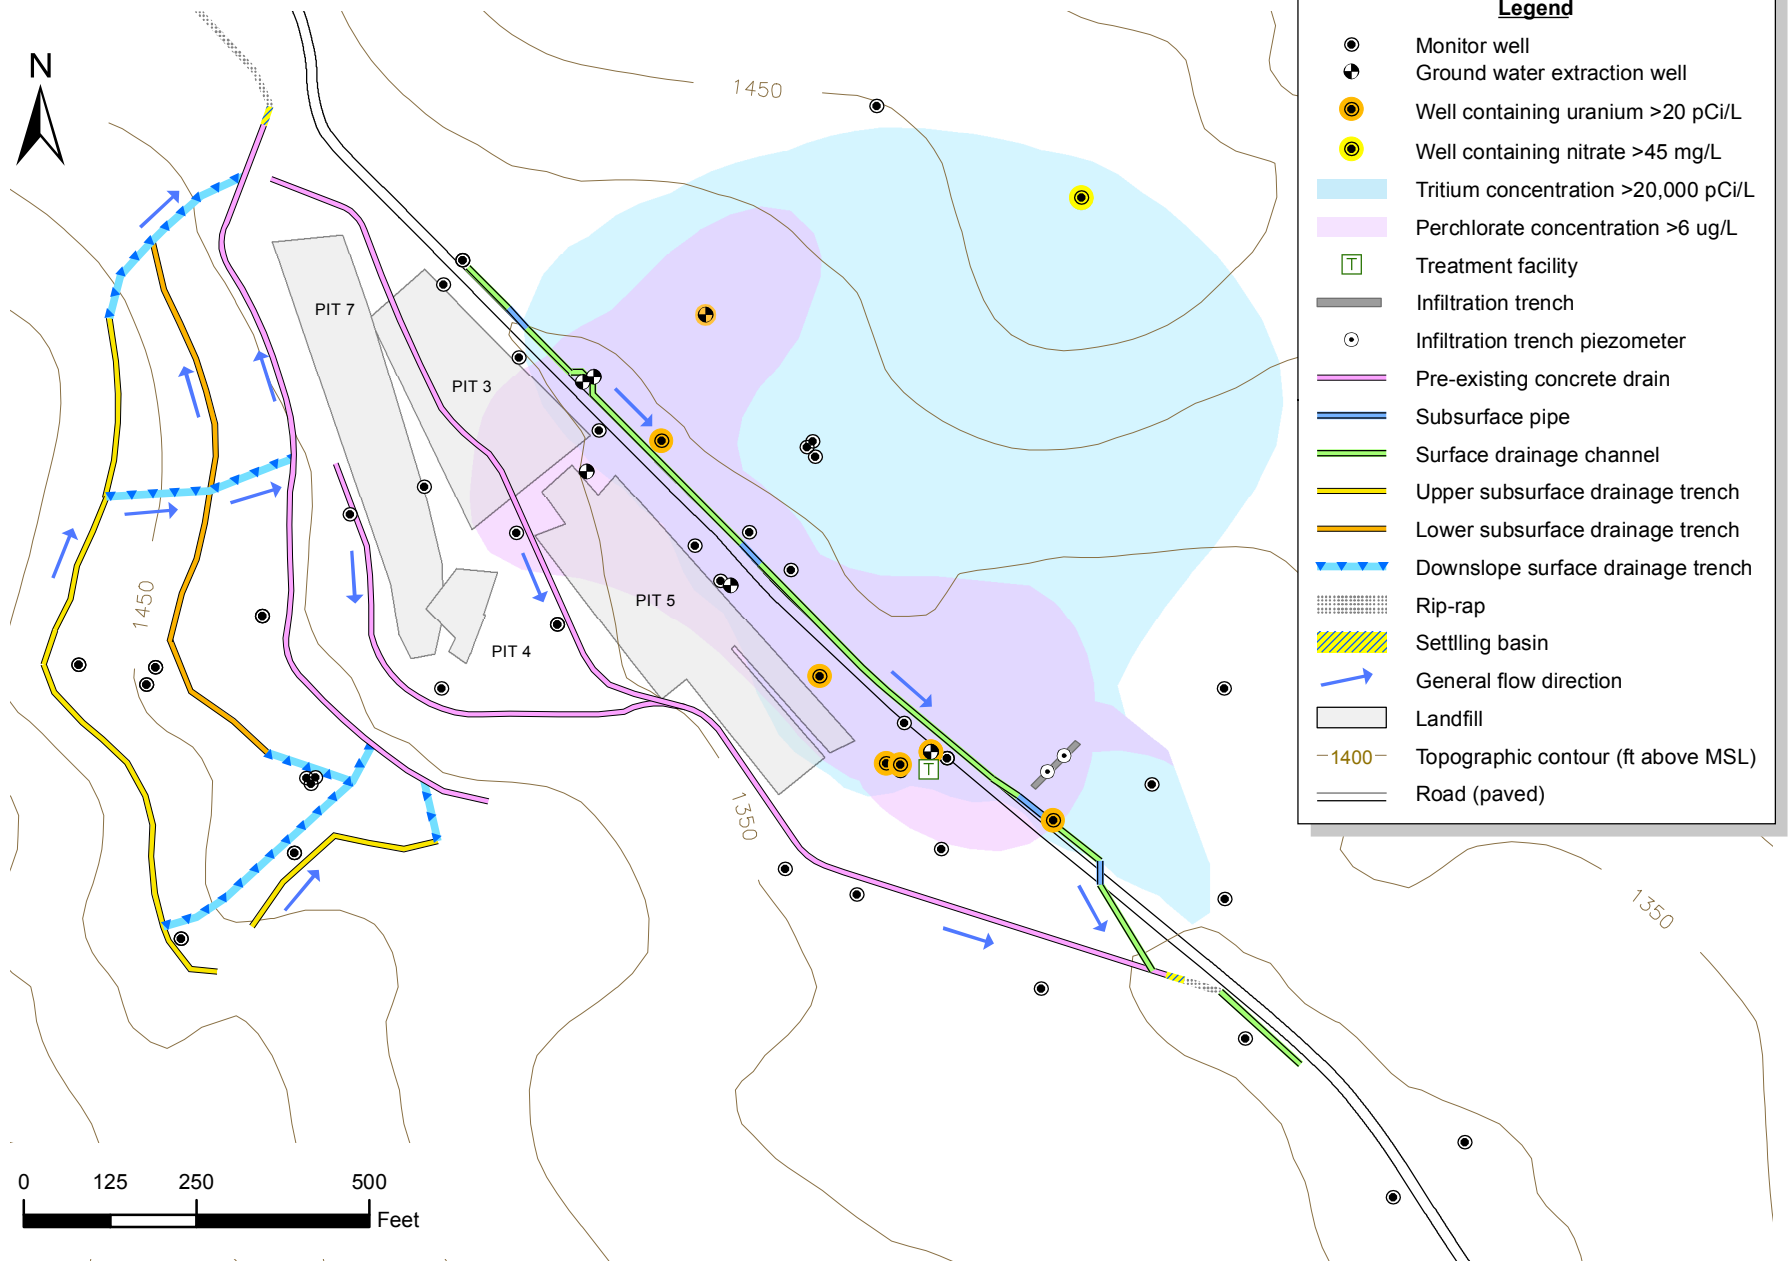 Legend
Monitor well
Ground water extraction well
Well containing uranium >20 pCi/L
Well containing nitrate >45 mg/L
Tritium concentration >20,000 pCi/L
Perchlorate concentration >6 ug/L
T
Treatment facility
Infiltration trench
Infiltration trench piezometer
Pre-existing concrete drain
Subsurface pipe
Surface drainage channel
Upper subsurface drainage trench
Lower subsurface drainage trench
Downslope surface drainage trench
Rip-rap
Settlling basin
General flow direction
Landfill
1400
Topographic contour (ft above MSL)
Road (paved)
N
1450
PIT 7
PIT 3
PIT 5
1450
PIT 4
T
1350
1350
0 125 250 500
Feet